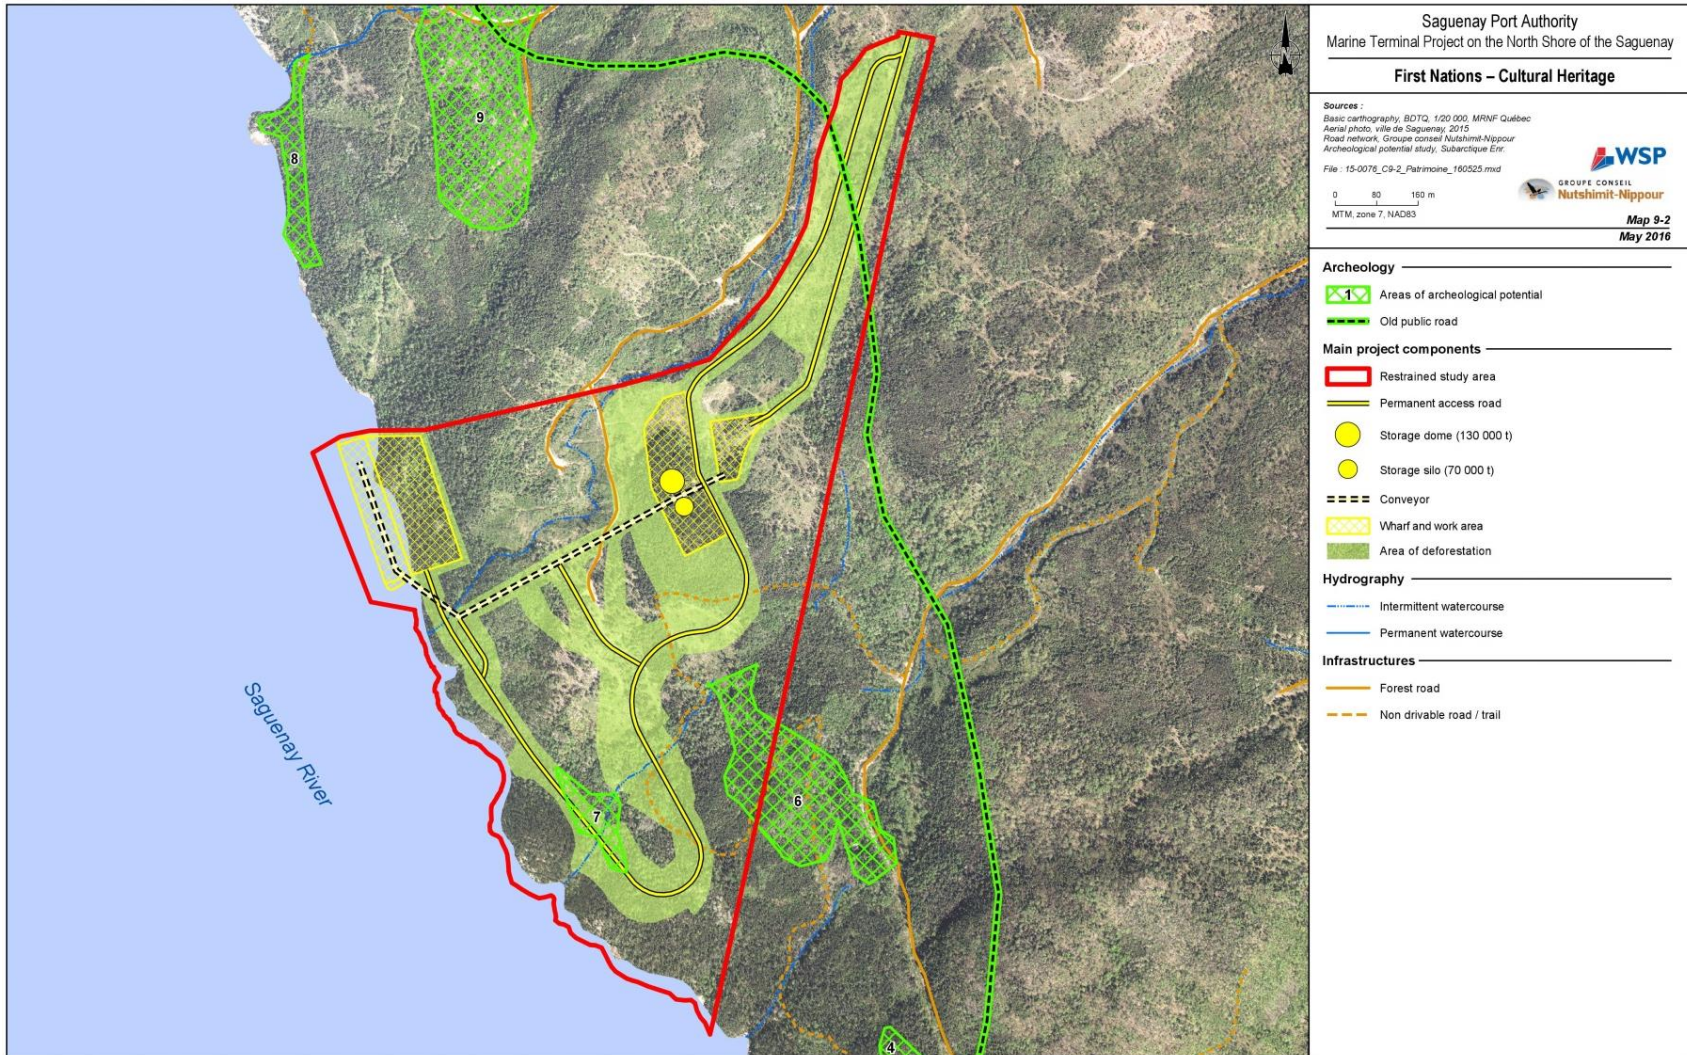 Saguenay Port Authority
Marine Terminal Project on the North Shore of the Saguenay
First Nations – Cultural Heritage
Sources :
Basic carthography, BDTQ, 1/20 000, MRNF Québec
Aerial photo, ville de Saguenay, 2015
Road network, Groupe conseil Nutshimit-Nippour
Archeological potential study, Subarctique Enr.
File : 15-0076_C9-2_Patrimoine_160525.mxd
WSP
GROUPE CONSEIL
Nutshimit-Nippour
0 80 160 m
MTM, zone 7, NAD83
Map 9-2
May 2016
Archeology
1 Areas of archeological potential
Old public road
Main project components
Restrained study area
Permanent access road
Storage dome (130 000 t)
Storage silo (70 000 t)
Conveyor
Wharf and work area
Area of deforestation
Hydrography
Intermittent watercourse
Permanent watercourse
Infrastructures
Forest road
Non drivable road / trail
N
9
8
Saguenay River
7
6
4